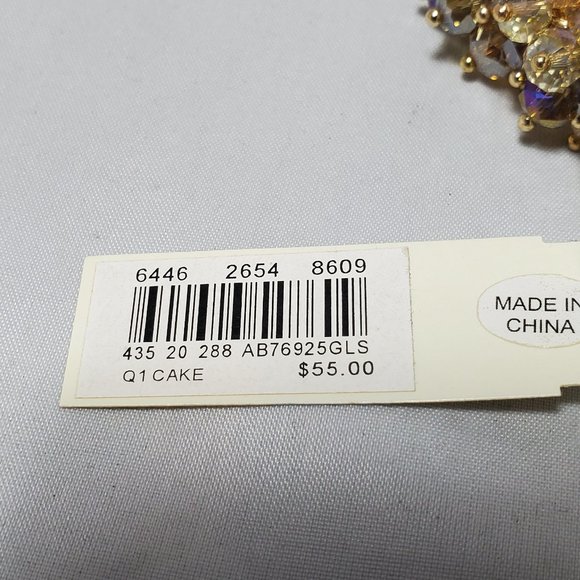 6446 2654 8609
435 20 288 AB76925GLS
Q1 CAKE $55.00
MADE IN
CHINA